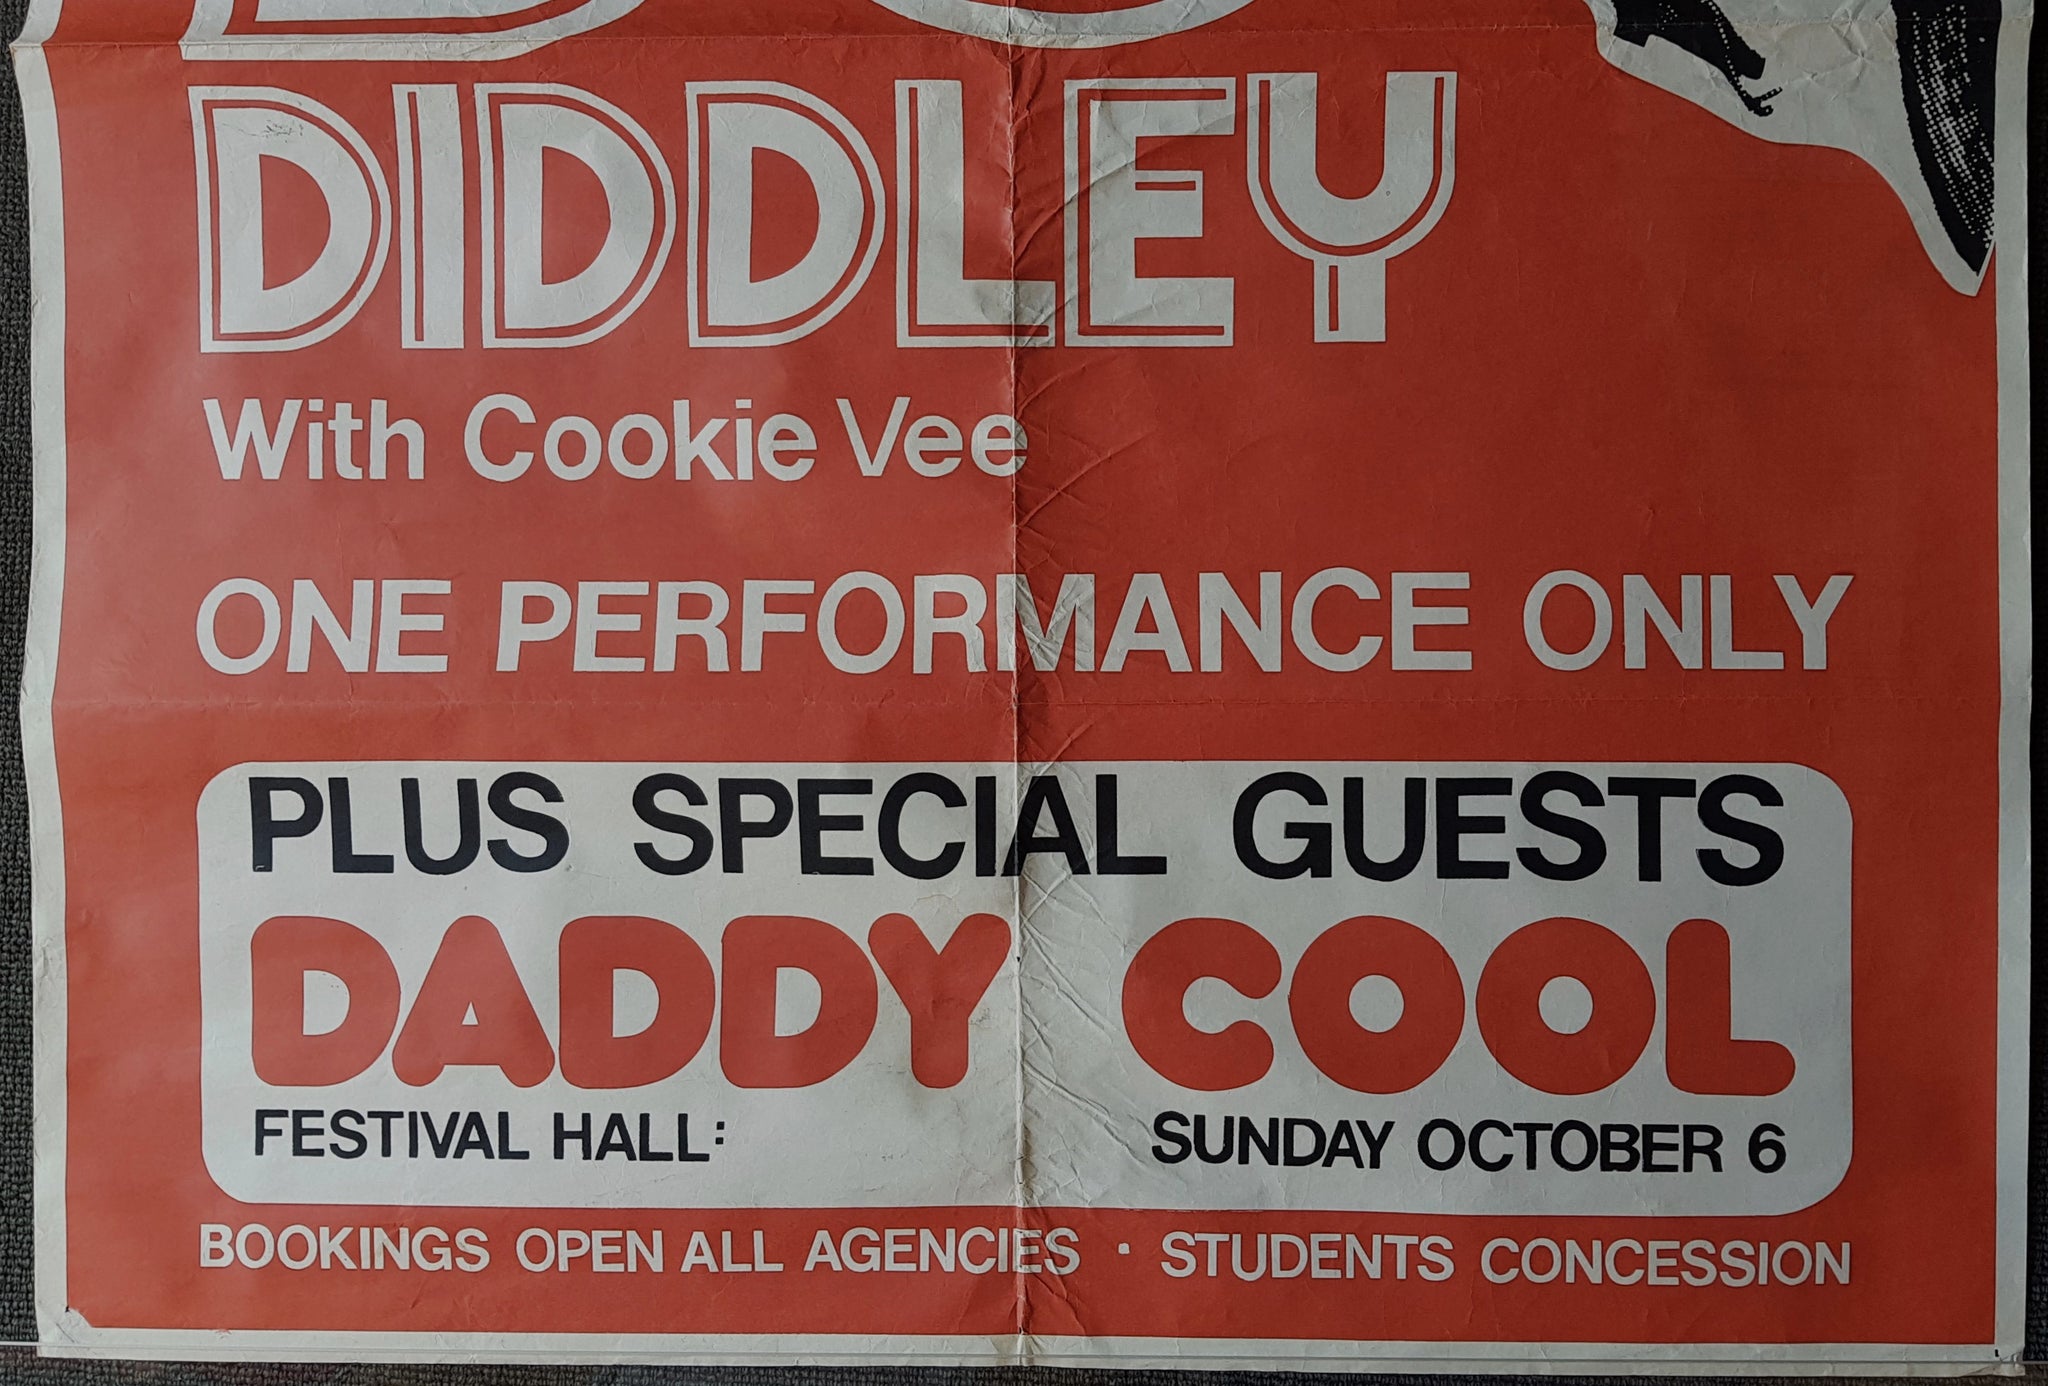 DIDDLEY
With Cookie Vee
ONE PERFORMANCE ONLY
PLUS SPECIAL GUESTS
DADDY COOL
FESTIVAL HALL: SUNDAY OCTOBER 6
BOOKINGS OPEN ALL AGENCIES · STUDENTS CONCESSION